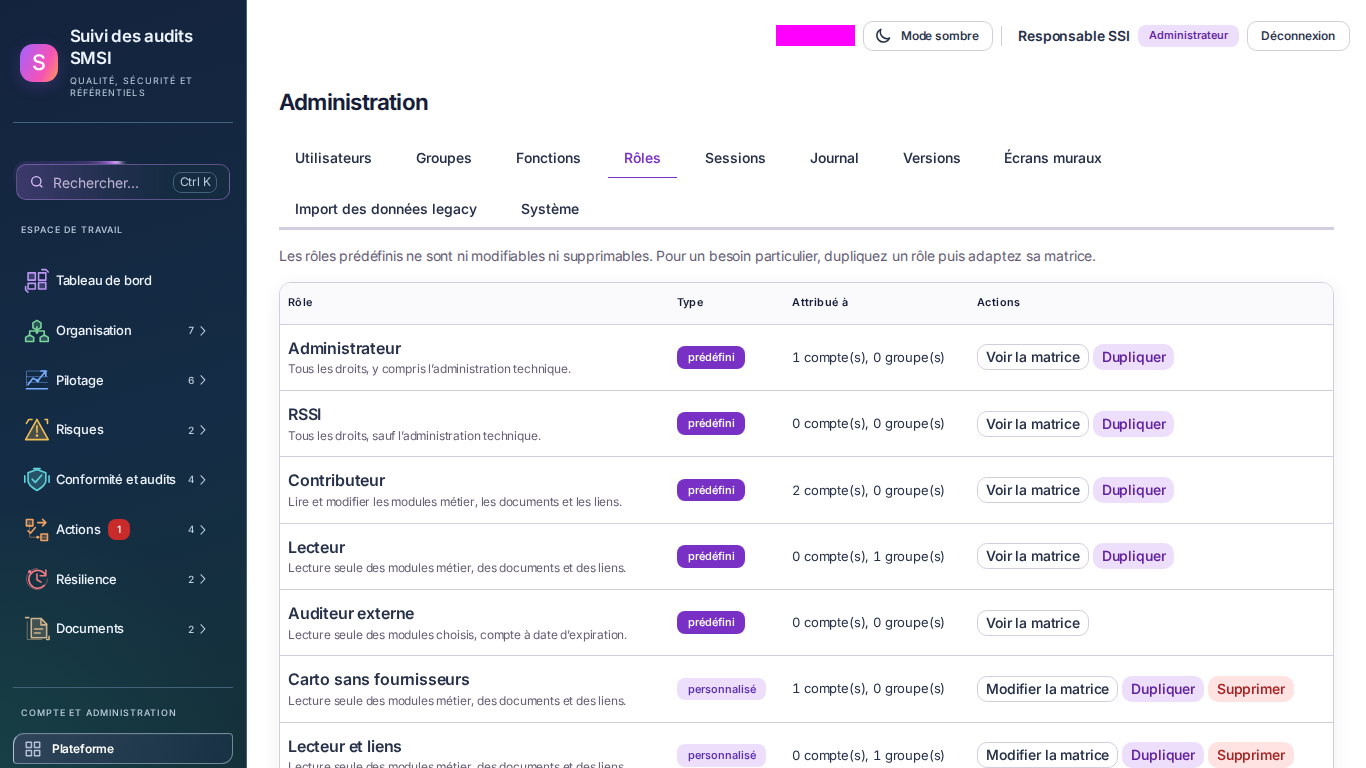 Suivi des audits
SMSI
QUALITÉ, SÉCURITÉ ET
RÉFÉRENTIELS
S
Rechercher... Ctrl K
ESPACE DE TRAVAIL
Tableau de bord
Organisation 7
Pilotage 6
Risques 2
Conformité et audits 4
Actions 1 4
Résilience 2
Documents 2
COMPTE ET ADMINISTRATION
Plateforme
Mode sombre Responsable SSI Administrateur Déconnexion
Administration
Utilisateurs Groupes Fonctions Rôles Sessions Journal Versions Écrans muraux
Import des données legacy Système
Les rôles prédéfinis ne sont ni modifiables ni supprimables. Pour un besoin particulier, dupliquez un rôle puis adaptez sa matrice.
Rôle Type Attribué à Actions
Administrateur
Tous les droits, y compris l’administration technique.
prédéfini 1 compte(s), 0 groupe(s) Voir la matrice Dupliquer
RSSI
Tous les droits, sauf l’administration technique.
prédéfini 0 compte(s), 0 groupe(s) Voir la matrice Dupliquer
Contributeur
Lire et modifier les modules métier, les documents et les liens.
prédéfini 2 compte(s), 0 groupe(s) Voir la matrice Dupliquer
Lecteur
Lecture seule des modules métier, des documents et des liens.
prédéfini 0 compte(s), 1 groupe(s) Voir la matrice Dupliquer
Auditeur externe
Lecture seule des modules choisis, compte à date d’expiration.
prédéfini 0 compte(s), 0 groupe(s) Voir la matrice
Carto sans fournisseurs
Lecture seule des modules métier, des documents et des liens.
personnalisé 1 compte(s), 0 groupe(s) Modifier la matrice Dupliquer Supprimer
Lecteur et liens
Lecture seule des modules métier, des documents et des liens.
personnalisé 0 compte(s), 1 groupe(s) Modifier la matrice Dupliquer Supprimer